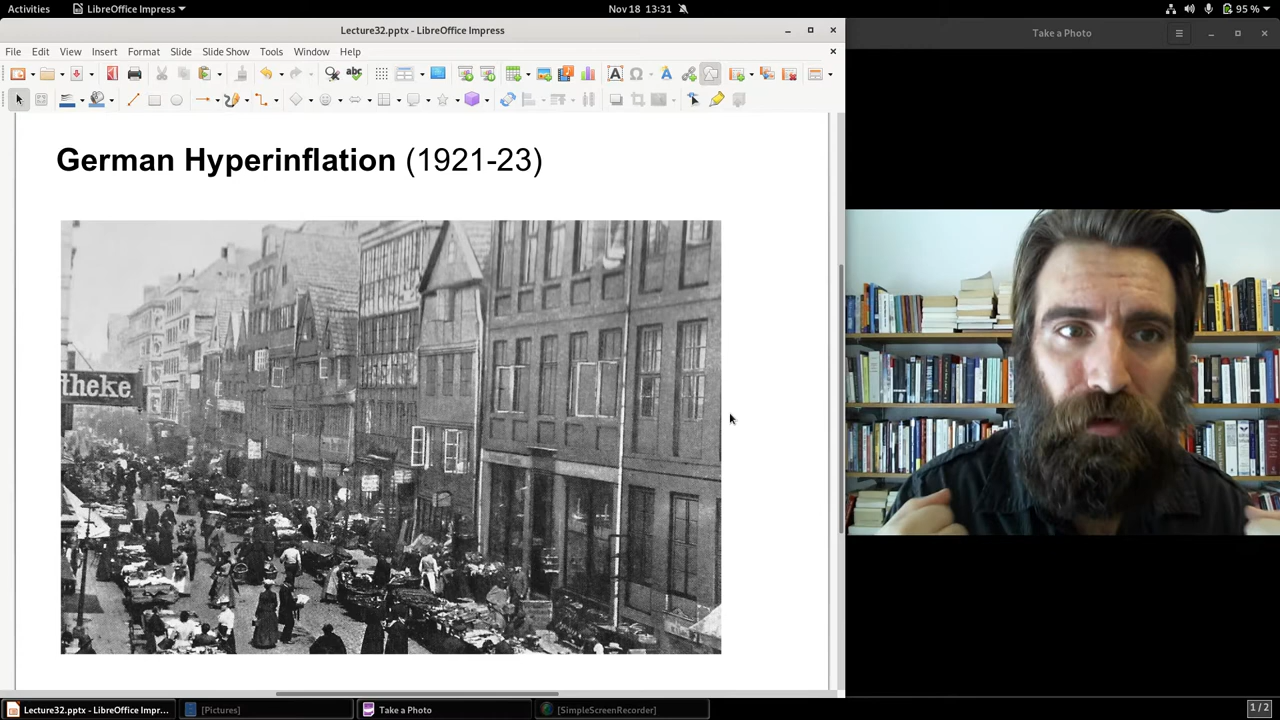 Activities
LibreOffice Impress
Nov 18 13:31
95 %
Lecture32.pptx - LibreOffice Impress
Take a Photo
File Edit View Insert Format Slide Slide Show Tools Window Help
abc
German Hyperinflation (1921-23)
theke.
Lecture32.pptx - LibreOffice Impr...
[Pictures]
Take a Photo
[SimpleScreenRecorder]
1 / 2